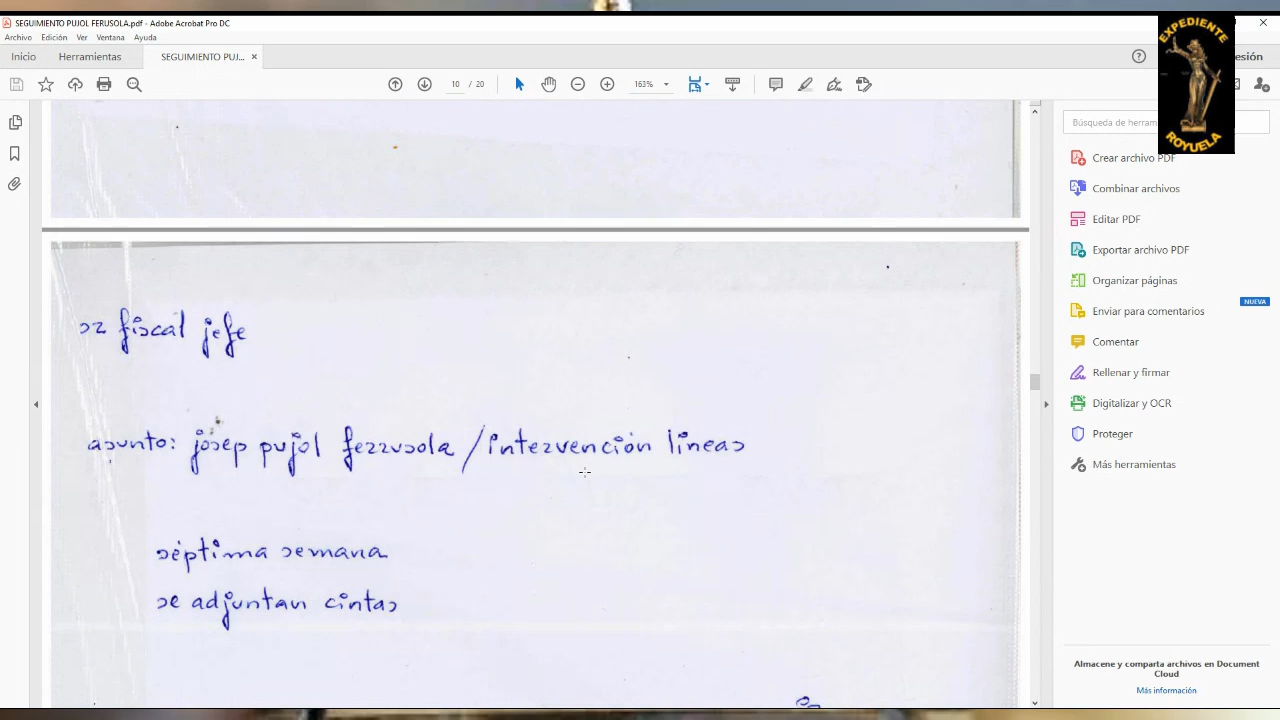 SEGUIMIENTO PUJOL FERUSOLA.pdf - Adobe Acrobat Pro DC
Archivo Edición Ver Ventana Ayuda
Inicio Herramientas SEGUIMIENTO PUJ... ×
esión
10 / 20 163%
EXPEDIENTE
ROYUELA
Búsqueda de herram
Crear archivo PDF
Combinar archivos
Editar PDF
Exportar archivo PDF
Organizar páginas
NUEVA
Enviar para comentarios
Comentar
Rellenar y firmar
Digitalizar y OCR
Proteger
Más herramientas
Almacene y comparta archivos en Document
Cloud
Más información
sr fiscal jefe
asunto: josep pujol ferrusola / intervención lineas
séptima semana
se adjuntan cintas